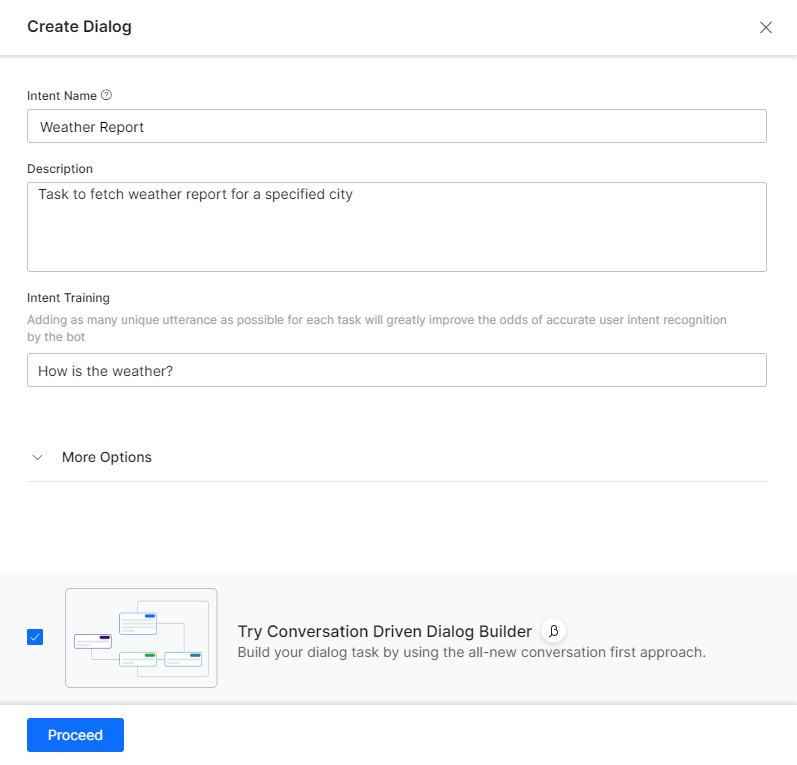 Create Dialog
Intent Name
Weather Report
Description
Task to fetch weather report for a specified city
Intent Training
Adding as many unique utterance as possible for each task will greatly improve the odds of accurate user intent recognition
by the bot
How is the weather?
More Options
Try Conversation Driven Dialog Builder β
Build your dialog task by using the all-new conversation first approach.
Proceed